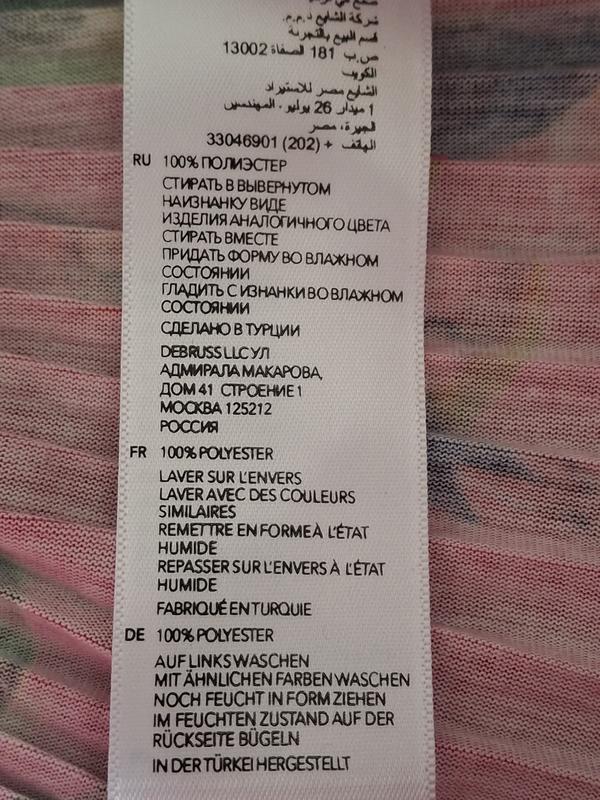 شركة الشايع ذ.م.م.
قسم البيع بالتجزئة
ص.ب 181 الصفاة 13002
الكويت
الشايع مصر للاستيراد
1 ميدار 26 يوليو. المهندسين
الجيزة، مصر
الهاتف + (202) 33046901
RU 100% ПОЛИЭСТЕР
СТИРАТЬ В ВЫВЕРНУТОМ
НАИЗНАНКУ ВИДЕ
ИЗДЕЛИЯ АНАЛОГИЧНОГО ЦВЕТА
СТИРАТЬ ВМЕСТЕ
ПРИДАТЬ ФОРМУ ВО ВЛАЖНОМ
СОСТОЯНИИ
ГЛАДИТЬ С ИЗНАНКИ ВО ВЛАЖНОМ
СОСТОЯНИИ
СДЕЛАНО В ТУРЦИИ
DEBRUSS LLC УЛ
АДМИРАЛА МАКАРОВА,
ДОМ 41 СТРОЕНИЕ 1
МОСКВА 125212
РОССИЯ
FR 100% POLYESTER
LAVER SUR L'ENVERS
LAVER AVEC DES COULEURS
SIMILAIRES
REMETTRE EN FORME À L'ÉTAT
HUMIDE
REPASSER SUR L'ENVERS À L'ÉTAT
HUMIDE
FABRIQUÉ EN TURQUIE
DE 100% POLYESTER
AUF LINKS WASCHEN
MIT ÄHNLICHEN FARBEN WASCHEN
NOCH FEUCHT IN FORM ZIEHEN
IM FEUCHTEN ZUSTAND AUF DER
RÜCKSEITE BÜGELN
IN DER TÜRKEI HERGESTELLT